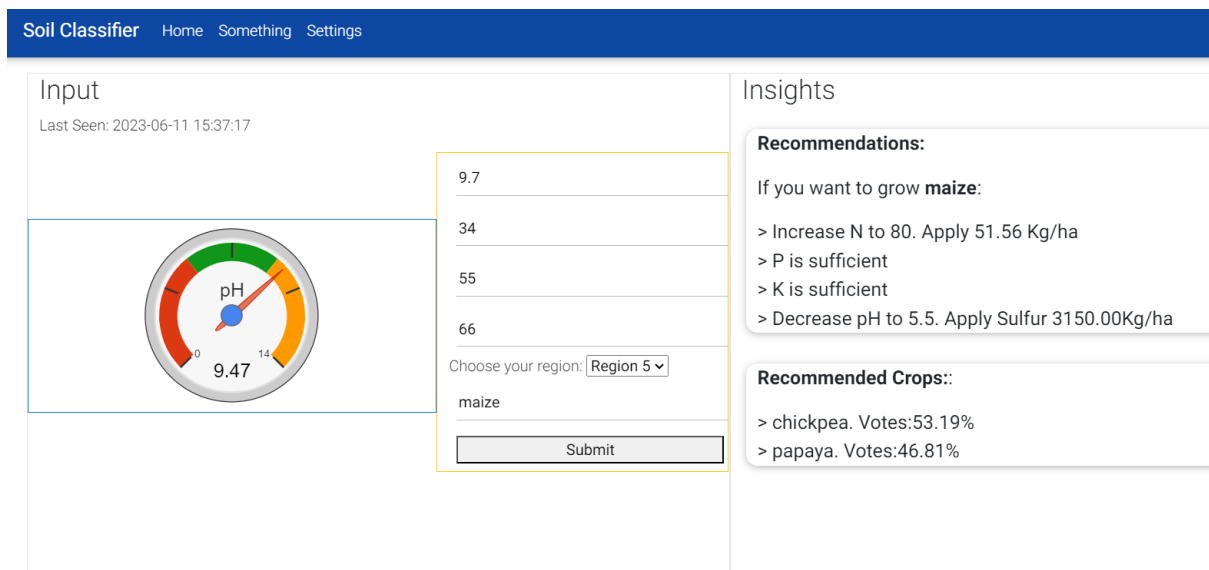 Soil Classifier Home Something Settings
Input
Last Seen: 2023-06-11 15:37:17
pH
0 14
9.47
9.7
34
55
66
Choose your region: Region 5
maize
Submit
Insights
Recommendations:
If you want to grow maize:
> Increase N to 80. Apply 51.56 Kg/ha
> P is sufficient
> K is sufficient
> Decrease pH to 5.5. Apply Sulfur 3150.00Kg/ha
Recommended Crops::
> chickpea. Votes:53.19%
> papaya. Votes:46.81%